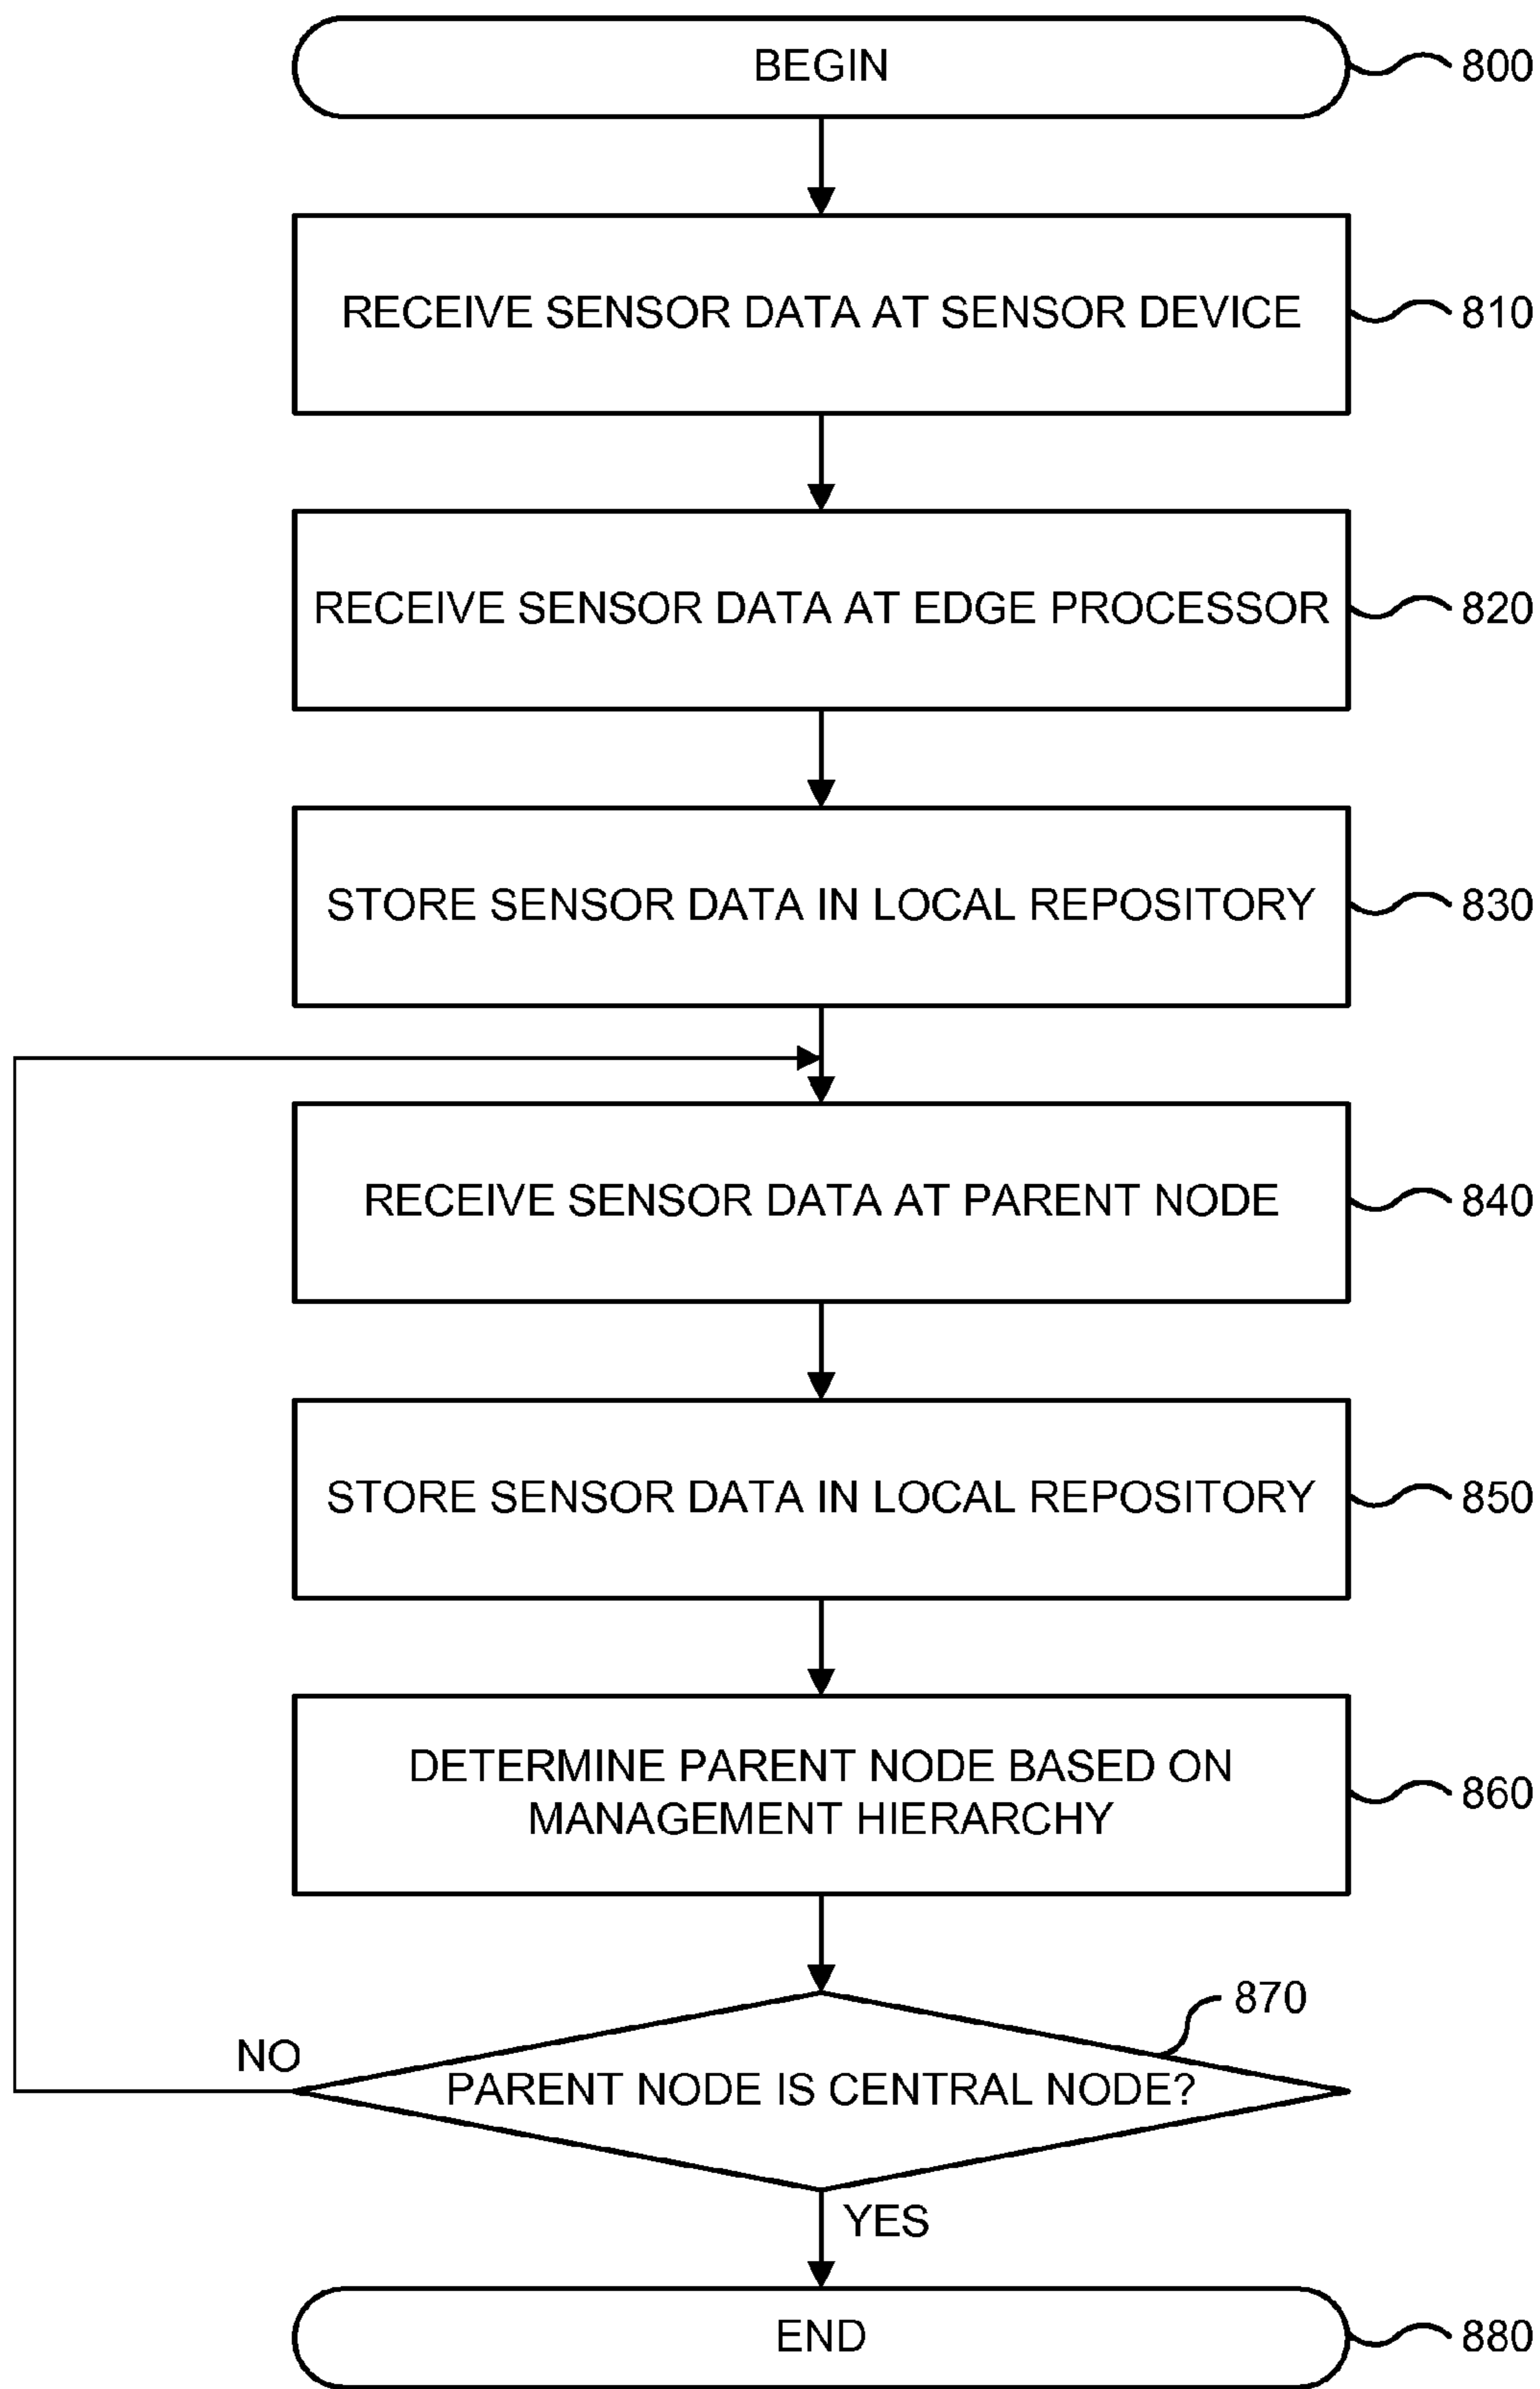 BEGIN
800
RECEIVE SENSOR DATA AT SENSOR DEVICE
810
RECEIVE SENSOR DATA AT EDGE PROCESSOR
820
STORE SENSOR DATA IN LOCAL REPOSITORY
830
RECEIVE SENSOR DATA AT PARENT NODE
840
STORE SENSOR DATA IN LOCAL REPOSITORY
850
DETERMINE PARENT NODE BASED ON
MANAGEMENT HIERARCHY
860
870
NO
PARENT NODE IS CENTRAL NODE?
YES
END
880